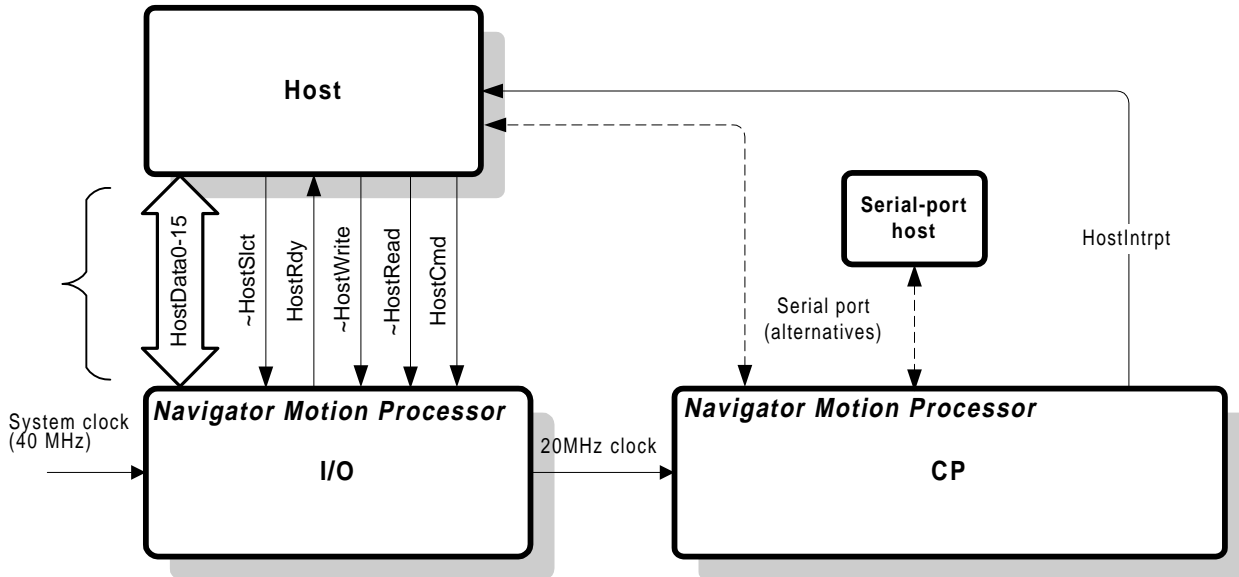 Host
HostData0-15
~HostSlct
HostRdy
~HostWrite
~HostRead
HostCmd
Serial-port
host
HostIntrpt
Serial port
(alternatives)
System clock
(40 MHz)
Navigator Motion Processor
I/O
20MHz clock
Navigator Motion Processor
CP